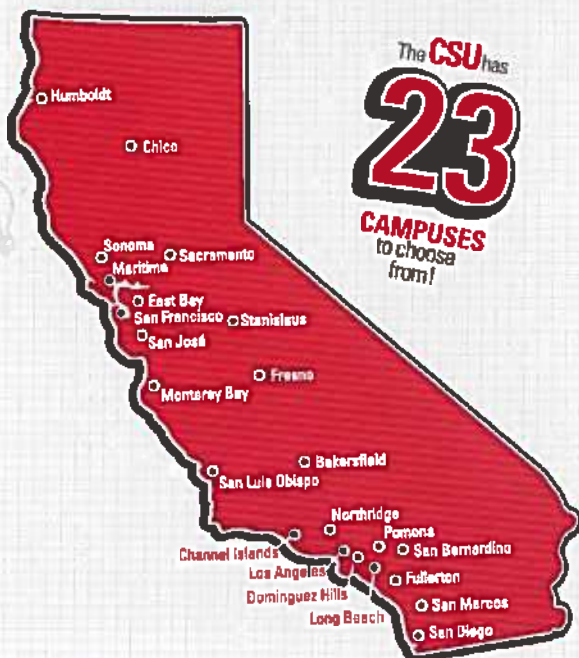 The CSU has
23
CAMPUSES
to choose
from!
Humboldt
Chico
Sonoma
Sacramento
Maritime
East Bay
San Francisco
Stanislaus
San José
Fresno
Monterey Bay
Bakersfield
San Luis Obispo
Northridge
Pomona
Channel Islands
San Bernardino
Los Angeles
Fullerton
Dominguez Hills
Long Beach
San Marcos
San Diego